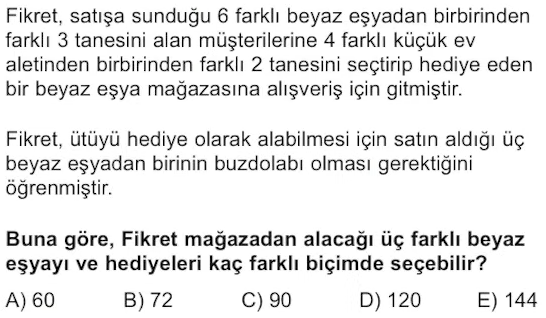 Fikret, satışa sunduğu 6 farklı beyaz eşyadan birbirinden
farklı 3 tanesini alan müşterilerine 4 farklı küçük ev
aletinden birbirinden farklı 2 tanesini seçtirip hediye eden
bir beyaz eşya mağazasına alışveriş için gitmiştir.
Fikret, ütüyü hediye olarak alabilmesi için satın aldığı üç
beyaz eşyadan birinin buzdolabı olması gerektiğini
öğrenmiştir.
Buna göre, Fikret mağazadan alacağı üç farklı beyaz
eşyayı ve hediyeleri kaç farklı biçimde seçebilir?
A) 60 B) 72 C) 90 D) 120 E) 144